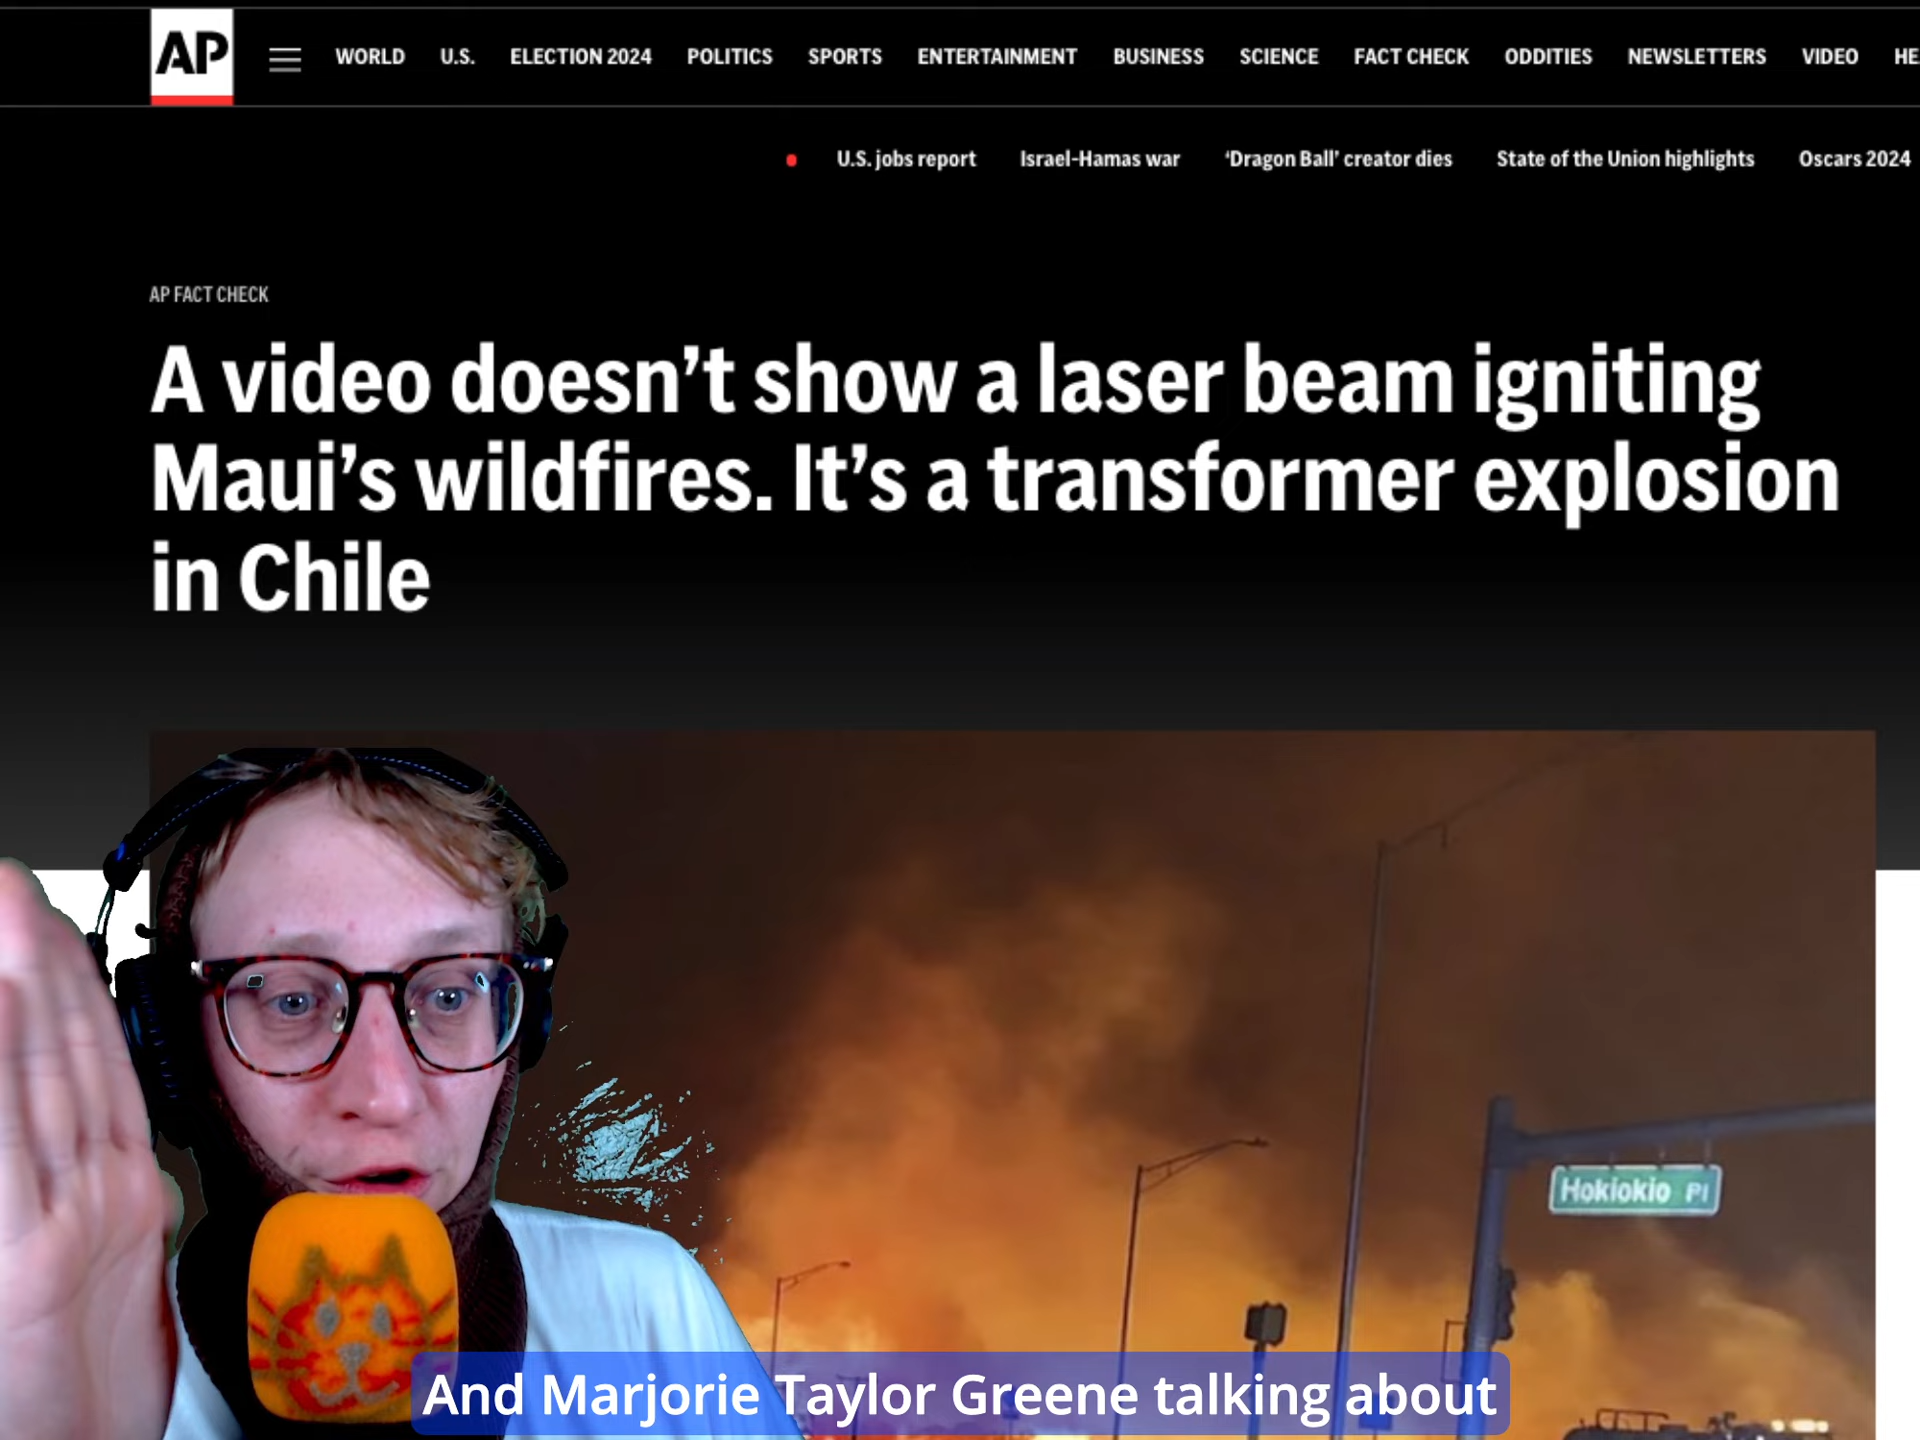 AP
WORLD U.S. ELECTION 2024 POLITICS SPORTS ENTERTAINMENT BUSINESS SCIENCE FACT CHECK ODDITIES NEWSLETTERS VIDEO HE
U.S. jobs report Israel-Hamas war ‘Dragon Ball’ creator dies State of the Union highlights Oscars 2024
AP FACT CHECK
A video doesn’t show a laser beam igniting
Maui’s wildfires. It’s a transformer explosion
in Chile
Hokiokio Pl
And Marjorie Taylor Greene talking about